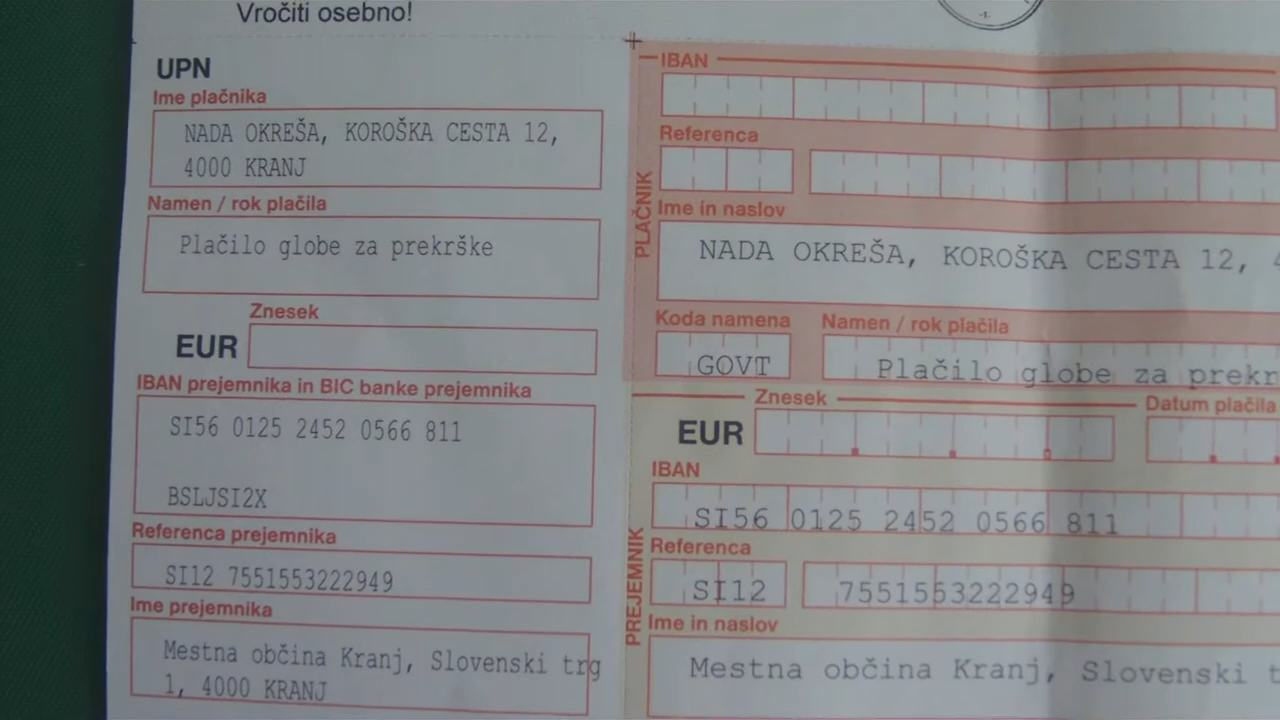 Vročiti osebno!
UPN
Ime plačnika
NADA OKREŠA, KOROŠKA CESTA 12,
4000 KRANJ
Namen / rok plačila
Plačilo globe za prekrške
Znesek
EUR
IBAN prejemnika in BIC banke prejemnika
SI56 0125 2452 0566 811
BSLJSI2X
Referenca prejemnika
SI12 7551553222949
Ime prejemnika
Mestna občina Kranj, Slovenski trg
1, 4000 KRANJ
PLAČNIK
IBAN
Referenca
Ime in naslov
NADA OKREŠA, KOROŠKA CESTA 12,
Koda namena
Namen / rok plačila
GOVT
Plačilo globe za prekr
Znesek
Datum plačila
EUR
PREJEMNIK
IBAN
SI56 0125 2452 0566 811
Referenca
SI12 7551553222949
Ime in naslov
Mestna občina Kranj, Slovenski t